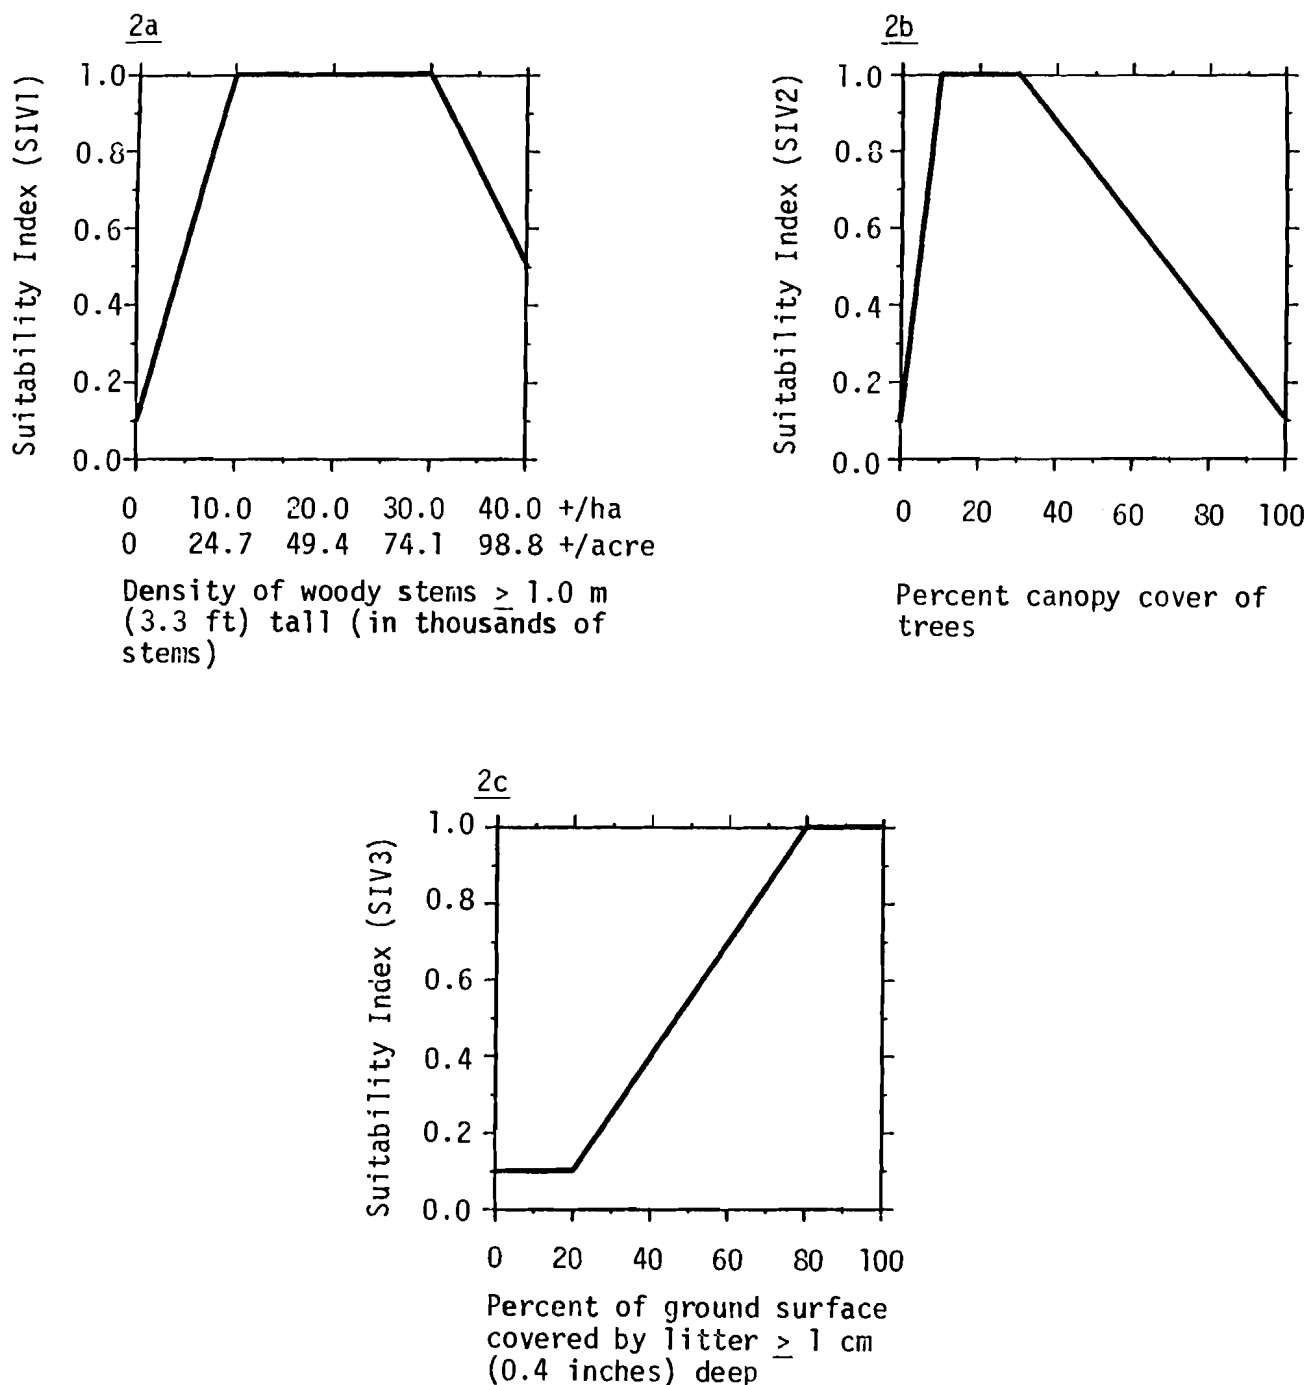 2a
Suitability Index (SIV1)
1.0
0.8
0.6
0.4
0.2
0.0
0 10.0 20.0 30.0 40.0 +/ha
0 24.7 49.4 74.1 98.8 +/acre
Density of woody stems ≥ 1.0 m
(3.3 ft) tall (in thousands of
stems)
2b
Suitability Index (SIV2)
1.0
0.8
0.6
0.4
0.2
0.0
0 20 40 60 80 100
Percent canopy cover of
trees
2c
Suitability Index (SIV3)
1.0
0.8
0.6
0.4
0.2
0.0
0 20 40 60 80 100
Percent of ground surface
covered by litter ≥ 1 cm
(0.4 inches) deep